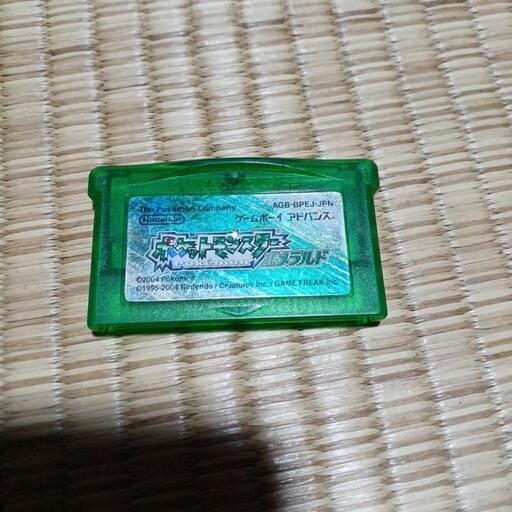 The Pokémon Company
AGB-BPEJ-JPN
Nintendo
ゲームボーイ アドバンス
ポケットモンスター
POKéMON
エメラルド
©2004 Pokémon.
©1995-2004 Nintendo / Creatures inc. / GAME FREAK inc.